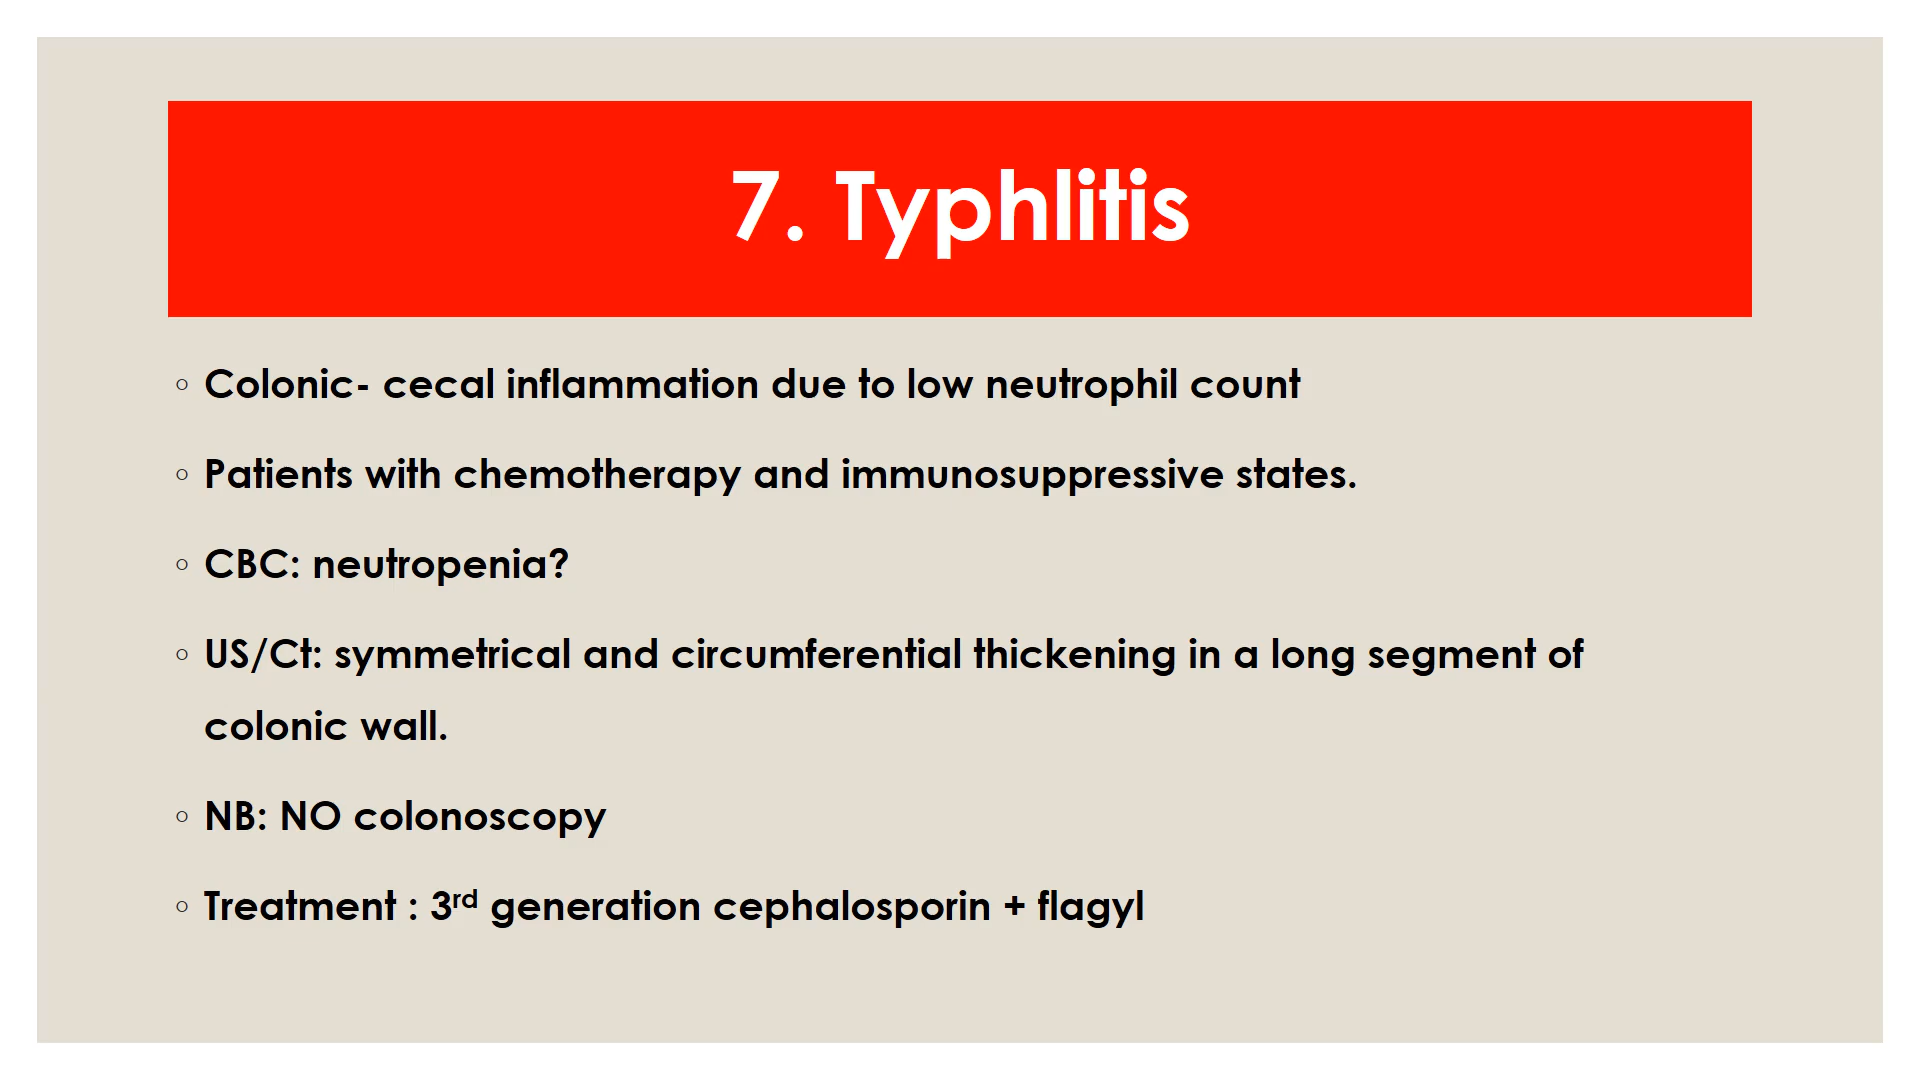 7. Typhlitis
◦ Colonic- cecal inflammation due to low neutrophil count
◦ Patients with chemotherapy and immunosuppressive states.
◦ CBC: neutropenia?
◦ US/Ct: symmetrical and circumferential thickening in a long segment of
colonic wall.
◦ NB: NO colonoscopy
◦ Treatment : 3rd generation cephalosporin + flagyl